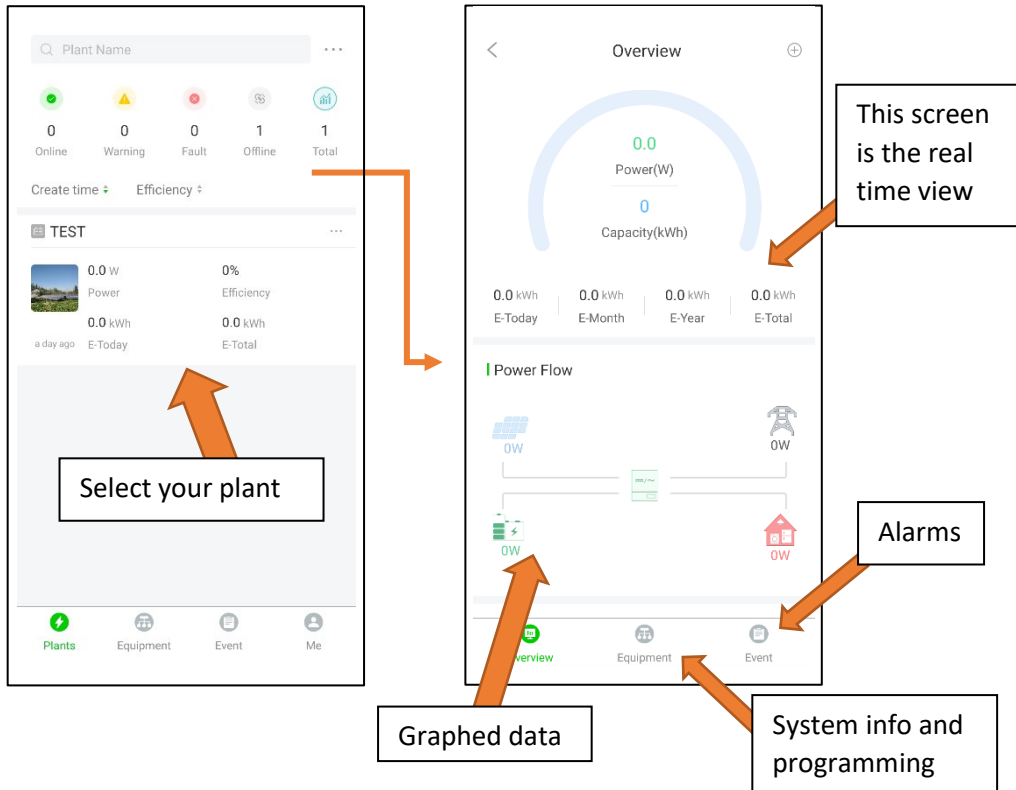 Plant Name
0 0 0 1 1
Online Warning Fault Offline Total
Create time Efficiency
TEST
0.0 W 0%
Power Efficiency
0.0 kWh 0.0 kWh
a day ago E-Today E-Total
Select your plant
Plants Equipment Event Me
Overview
0.0
Power(W)
0
Capacity(kWh)
0.0 kWh 0.0 kWh 0.0 kWh 0.0 kWh
E-Today E-Month E-Year E-Total
Power Flow
0W 0W
0W 0W
verview Equipment Event
This screen
is the real
time view
Alarms
Graphed data
System info and
programming